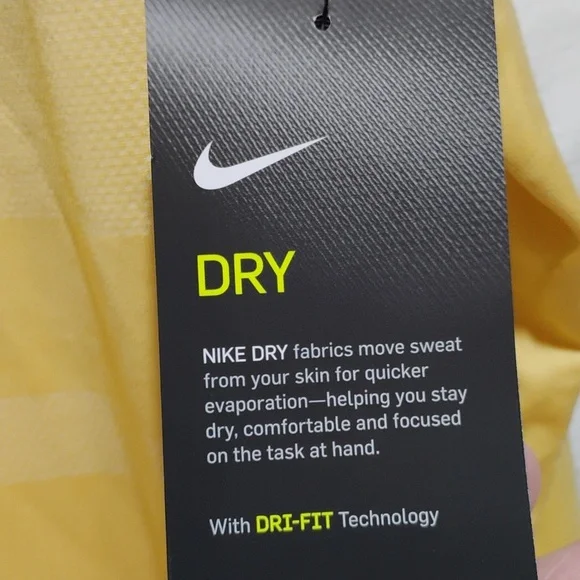 DRY
NIKE DRY fabrics move sweat
from your skin for quicker
evaporation—helping you stay
dry, comfortable and focused
on the task at hand.
With DRI-FIT Technology